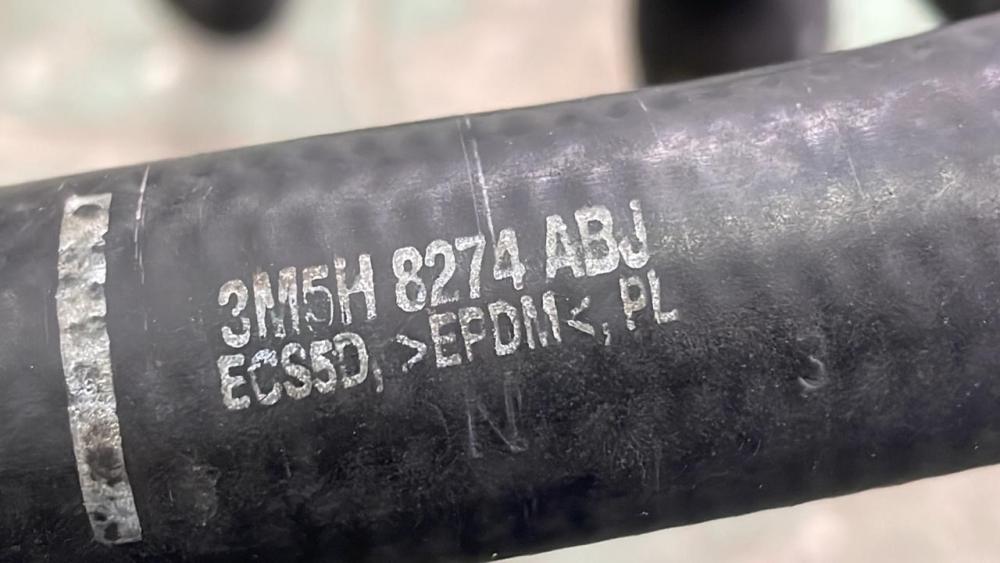 3M5H 8274 ABJ
ECS5D, >EPDM<, PL